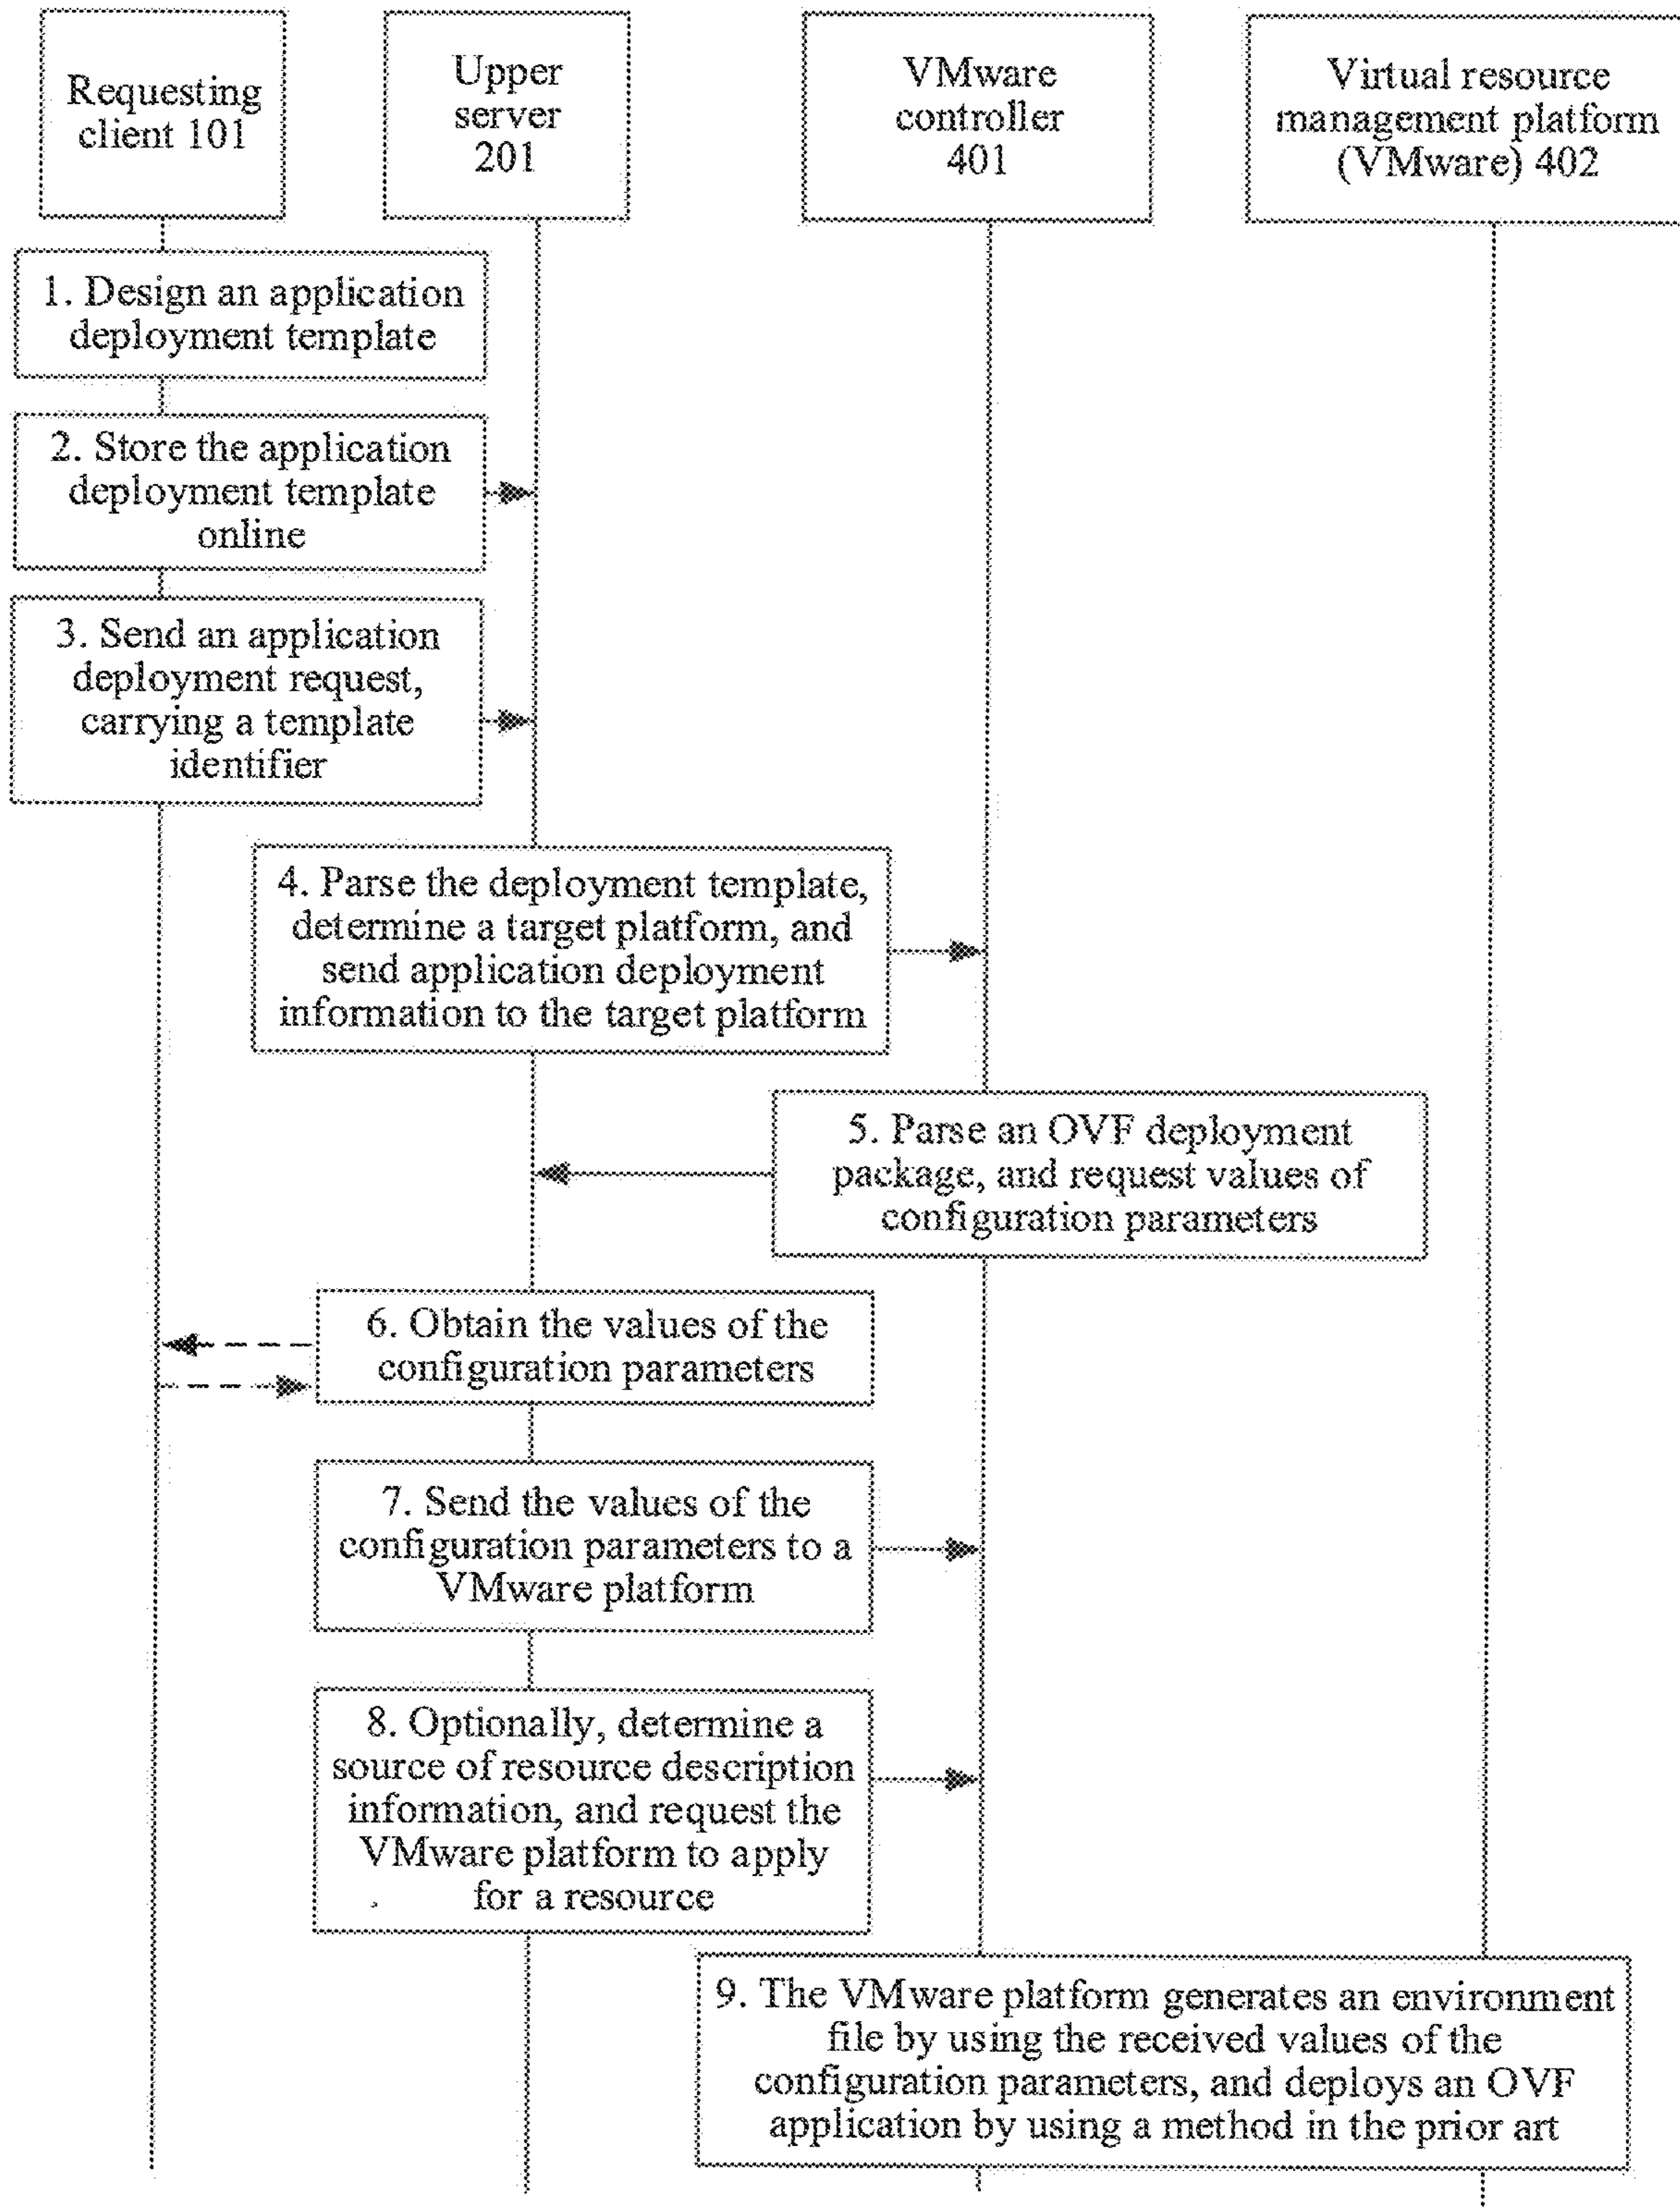 Requesting
client 101
Upper
server
201
VMware
controller
401
Virtual resource
management platform
(VMware) 402
1. Design an application
deployment template
2. Store the application
deployment template
online
3. Send an application
deployment request,
carrying a template
identifier
4. Parse the deployment template,
determine a target platform, and
send application deployment
information to the target platform
5. Parse an OVF deployment
package, and request values of
configuration parameters
6. Obtain the values of the
configuration parameters
7. Send the values of the
configuration parameters to a
VMware platform
8. Optionally, determine a
source of resource description
information, and request the
VMware platform to apply
for a resource
9. The VMware platform generates an environment
file by using the received values of the
configuration parameters, and deploys an OVF
application by using a method in the prior art